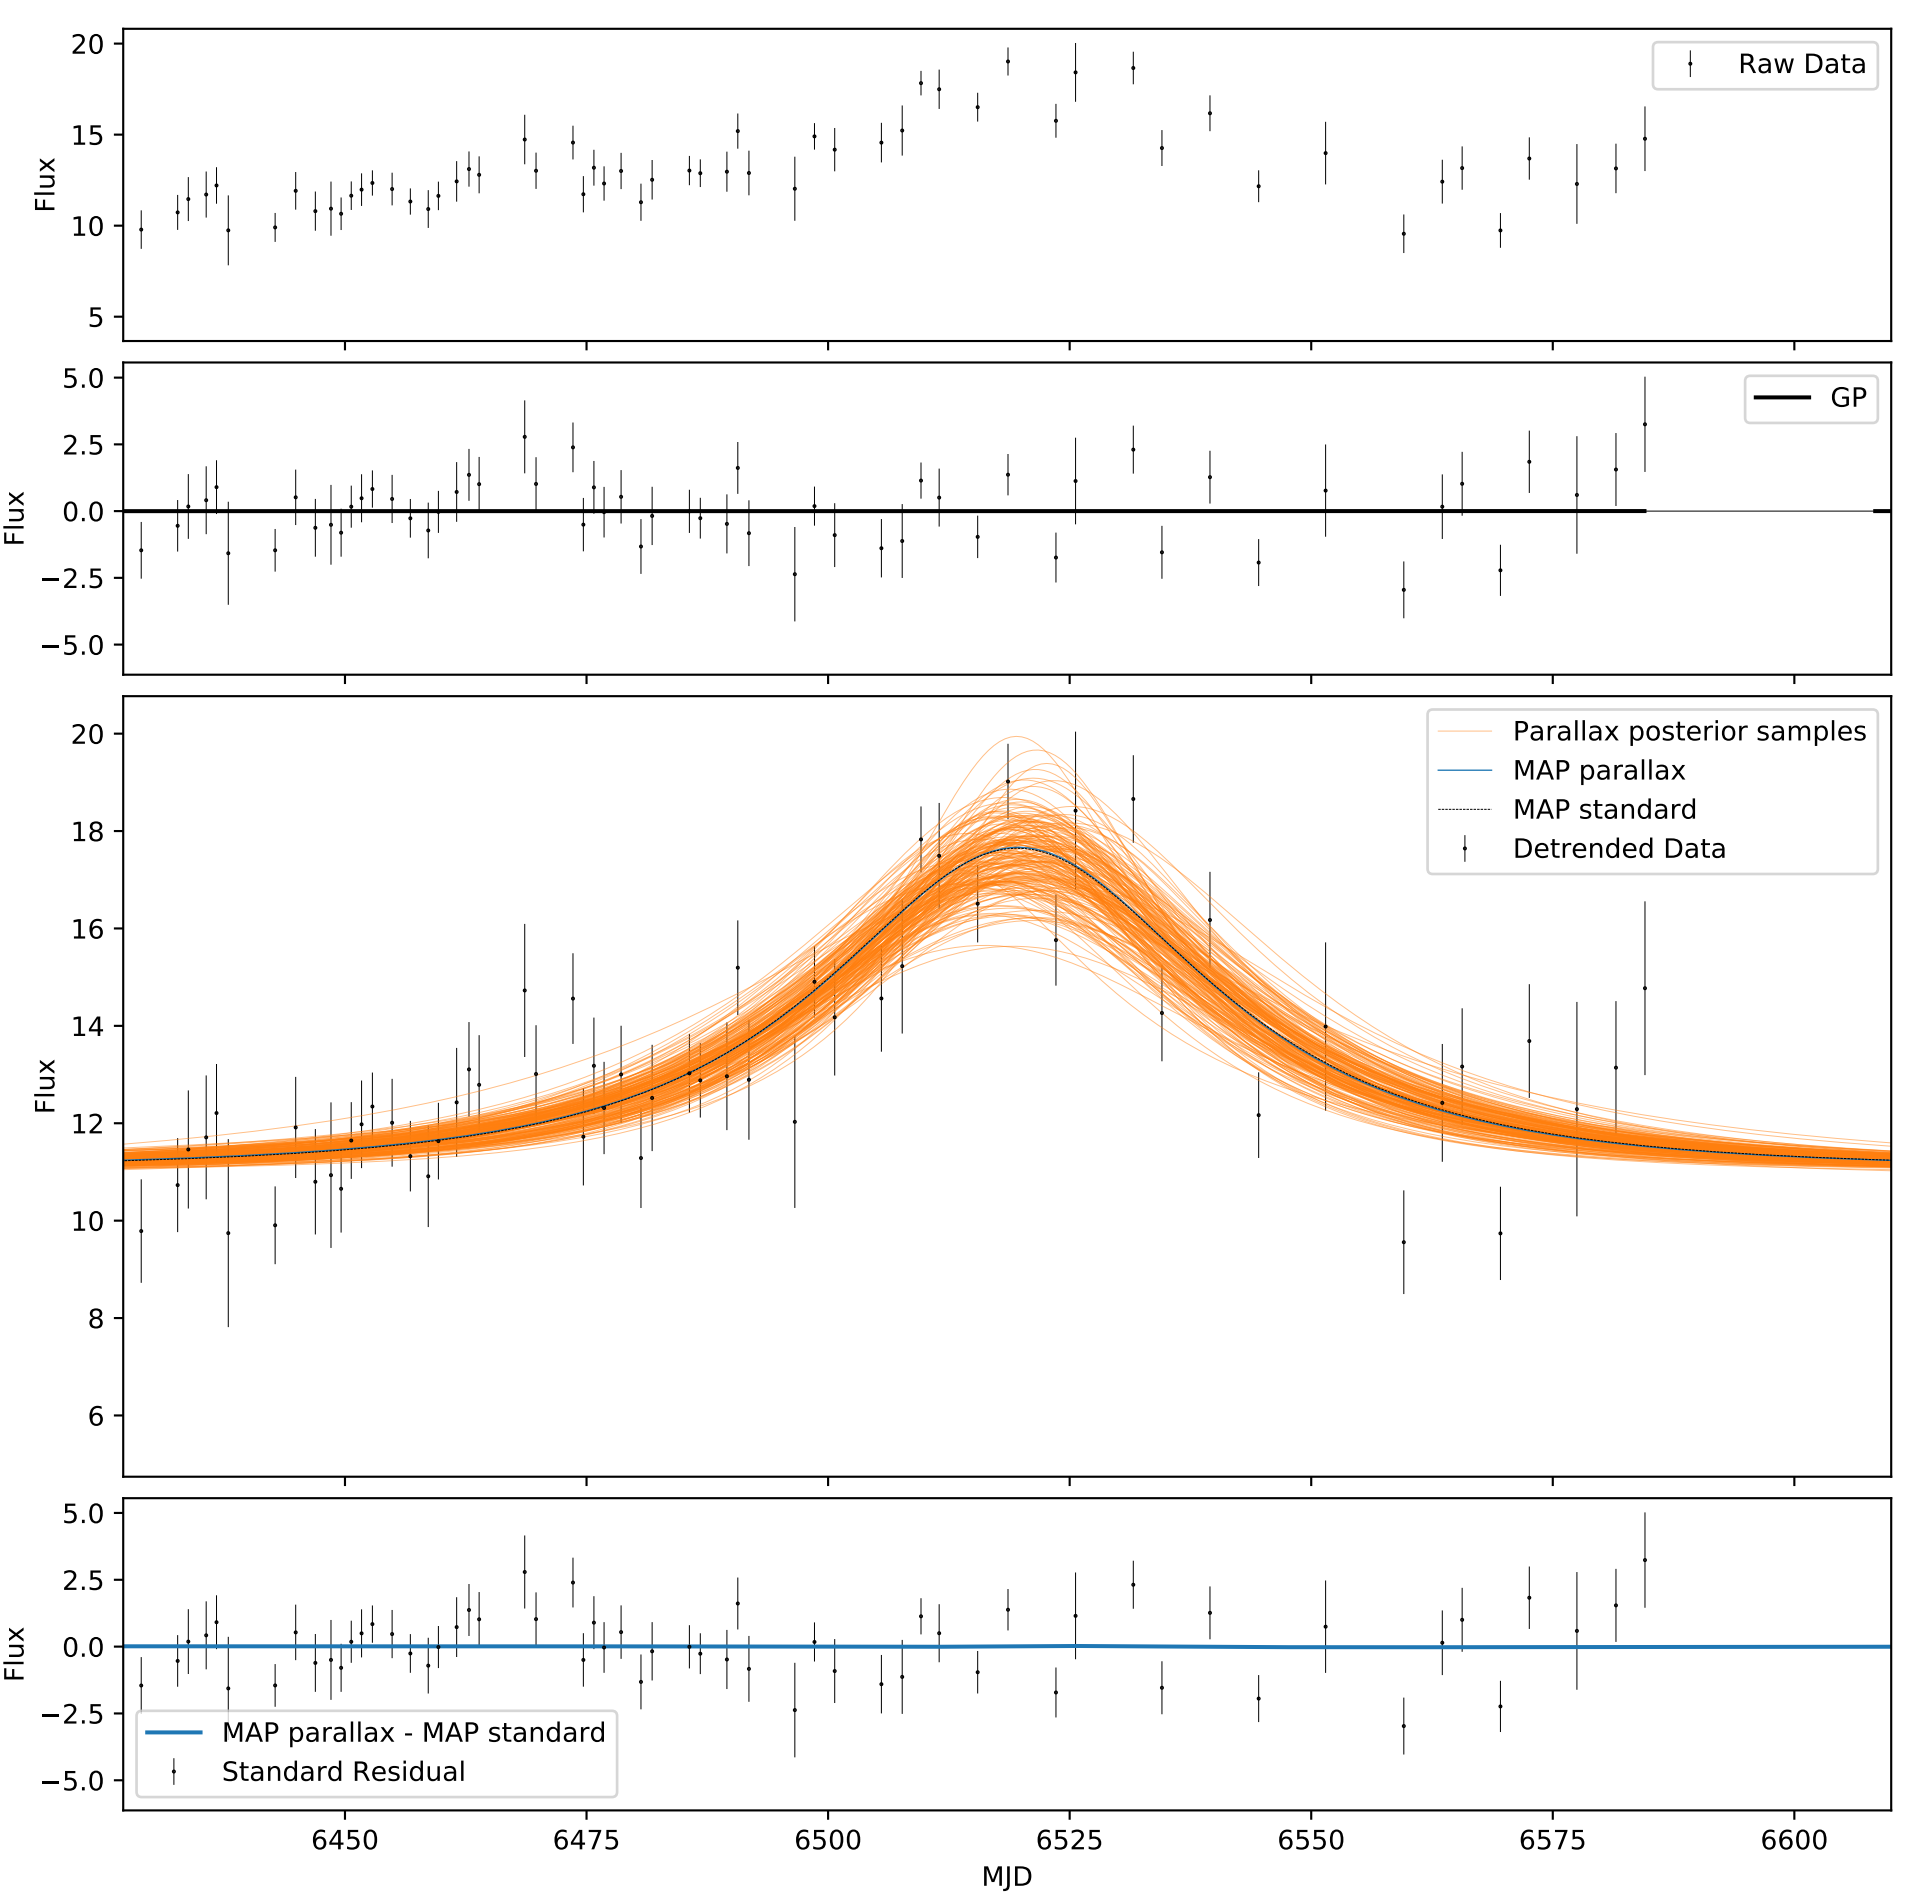 20
15
10
5
Flux
Raw Data
5.0
2.5
0.0
−2.5
−5.0
Flux
GP
20
18
16
14
12
10
8
6
Flux
Parallax posterior samples
MAP parallax
MAP standard
Detrended Data
5.0
2.5
0.0
−2.5
−5.0
Flux
MAP parallax - MAP standard
Standard Residual
6450 6475 6500 6525 6550 6575 6600
MJD